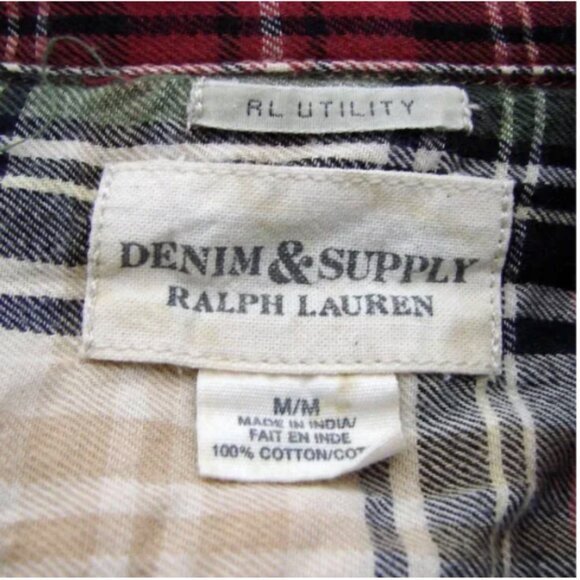 RL UTILITY
DENIM & SUPPLY
RALPH LAUREN
M/M
MADE IN INDIA/
FAIT EN INDE
100% COTTON/COT